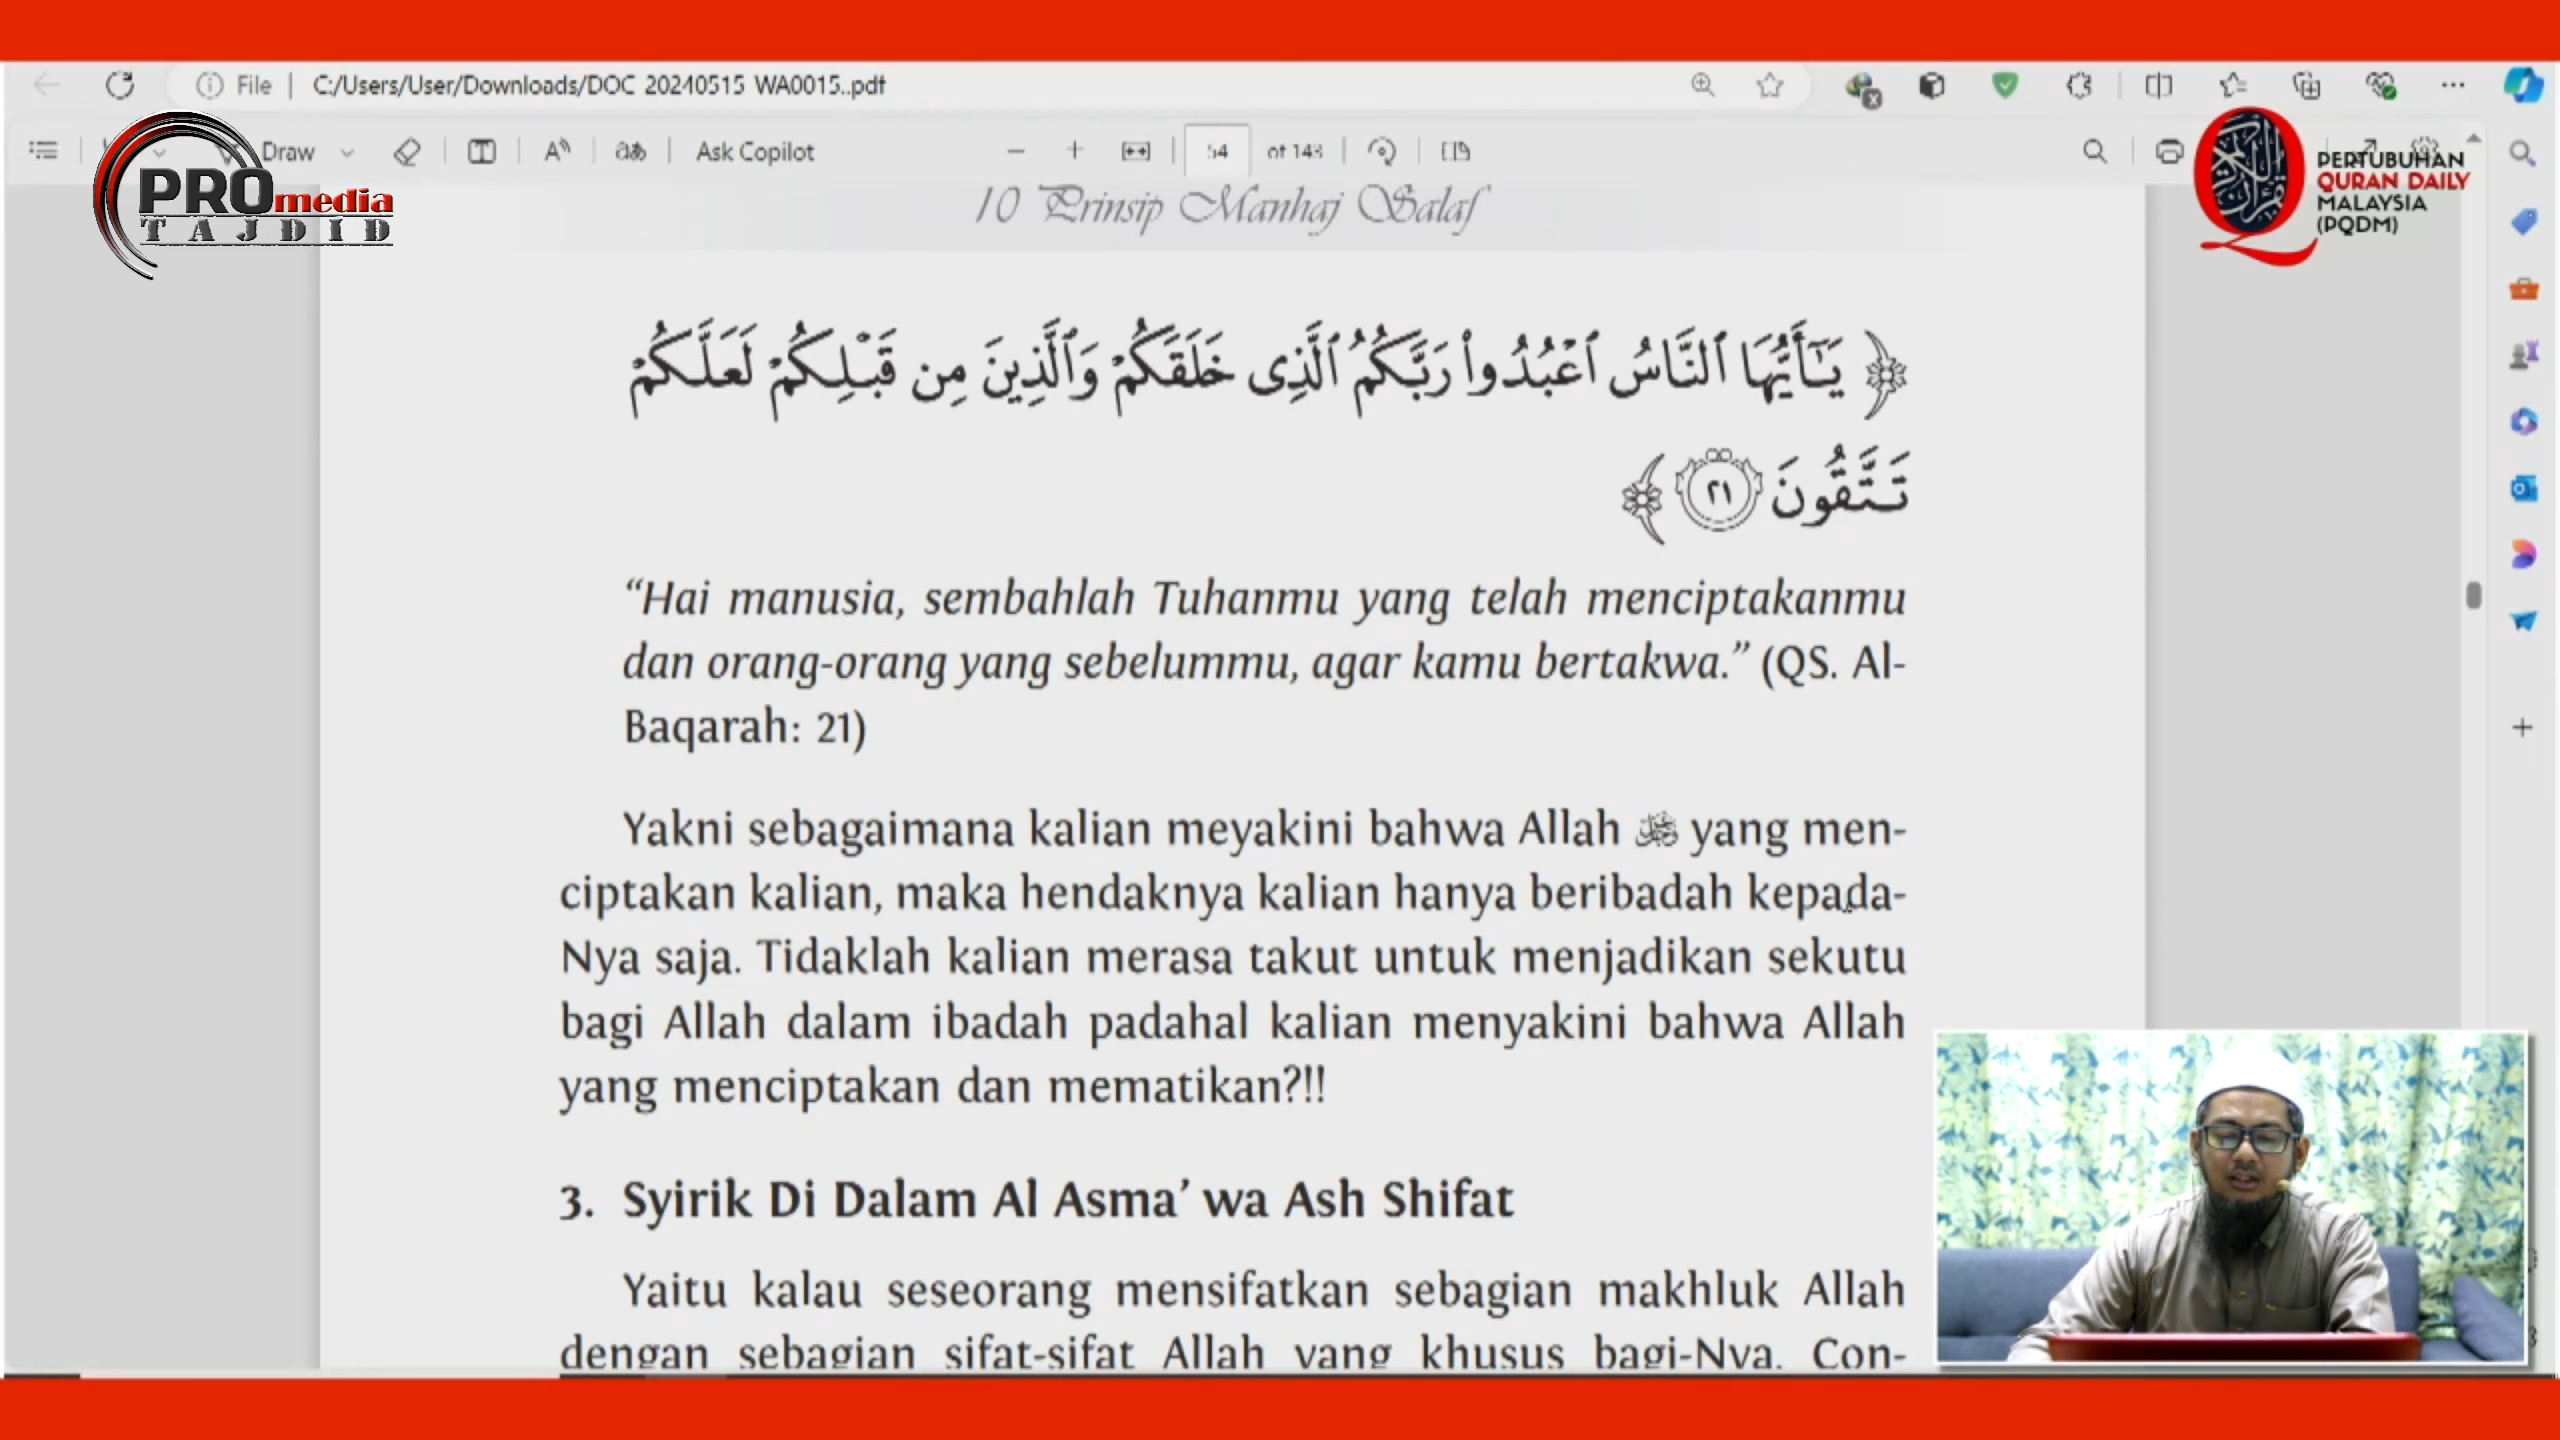 File | C:/Users/User/Downloads/DOC 20240515 WA0015..pdf
Draw
Ask Copilot
54 of 143
PROmedia
TAJDID
PERTUBUHAN
QURAN DAILY
MALAYSIA
(PQDM)
10 Prinsip Manhaj Salaf
﴿ يَـٰٓأَيُّهَا ٱلنَّاسُ ٱعْبُدُوا۟ رَبَّكُمُ ٱلَّذِى خَلَقَكُمْ وَٱلَّذِينَ مِن قَبْلِكُمْ لَعَلَّكُمْ
تَتَّقُونَ ٢١ ﴾
“Hai manusia, sembahlah Tuhanmu yang telah menciptakanmu
dan orang-orang yang sebelummu, agar kamu bertakwa.” (QS. Al-
Baqarah: 21)
Yakni sebagaimana kalian meyakini bahwa Allah ﷻ yang men-
ciptakan kalian, maka hendaknya kalian hanya beribadah kepada-
Nya saja. Tidaklah kalian merasa takut untuk menjadikan sekutu
bagi Allah dalam ibadah padahal kalian menyakini bahwa Allah
yang menciptakan dan mematikan?!!
3. Syirik Di Dalam Al Asma’ wa Ash Shifat
Yaitu kalau seseorang mensifatkan sebagian makhluk Allah
dengan sebagian sifat-sifat Allah yang khusus bagi-Nya. Con-